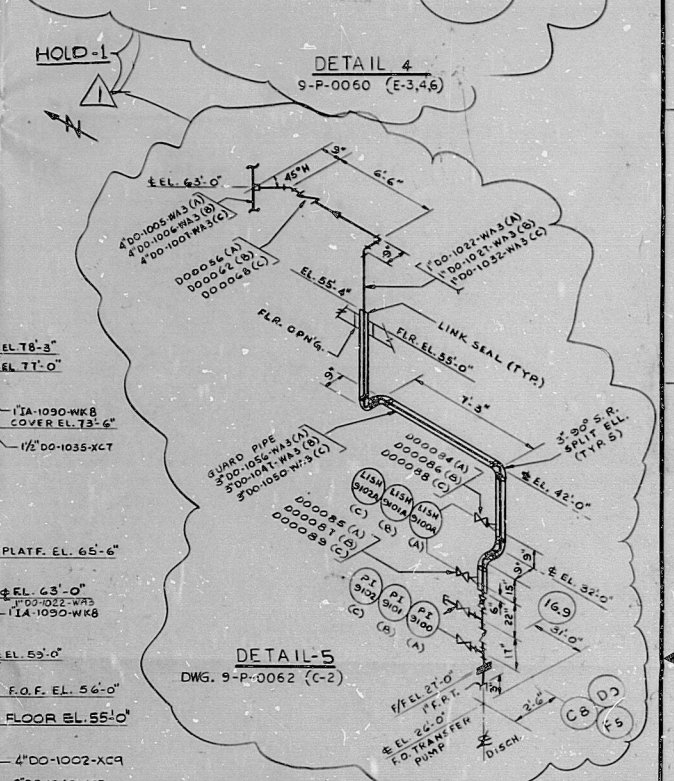 HOLD-1
1
N
DETAIL 4
9-P-0060 (E-3,4,6)
9"
45°H
6'-6"
℄ EL. 63'-0"
4"DO-1005-WA3 (A)
4"DO-1006-WA3 (B)
4"DO-1007-WA3 (C)
DO0056 (A)
DO0062 (B)
DO0068 (C)
9"
1"DO-1022-WA3 (A)
1"DO-1027-WA3 (B)
1"DO-1032-WA3 (C)
EL. 55'-4"
FLR. OPN'G.
LINK SEAL (TYP.)
FLR. EL. 55'-0"
EL. 78'-3"
EL. 77'-0"
9"
7'-3"
1"IA-1090-WK8
COVER EL. 73'-6"
1½"DO-1035-XC7
3"-90° S.R.
SPLIT ELL.
(TYP. 5)
GUARD PIPE
3"DO-1056-WA3 (A)
3"DO-1047-WA3 (B)
3"DO-1050-WA3 (C)
DO0084 (A)
DO0086 (B)
DO0088 (C)
℄ EL. 42'-0"
LISH 9102A
LISH 9101A
LISH 9100A
(C) (B) (A)
DO0085 (A)
DO0087 (B)
DO0089 (C)
PLATF. EL. 65'-6"
9"
9"
℄ EL. 32'-0"
℄ EL. 63'-0"
1"DO-1022-WA3
1"IA-1090-WK8
PI 9102
PI 9101
PI 9100
(C) (B) (A)
15"
6"
22"
16.9
31'-0"
17"
EL. 59'-0"
DETAIL-5
DWG. 9-P-0062 (C-2)
F.O.F. EL. 56'-0"
FLOOR EL. 55'-0"
F/F EL. 27'-0"
1" F.P.T.
℄ EL. 26'-0"
F.O. TRANSFER
PUMP
DISCH.
2'-6"
C8
DO
F5
4"DO-1002-XC9